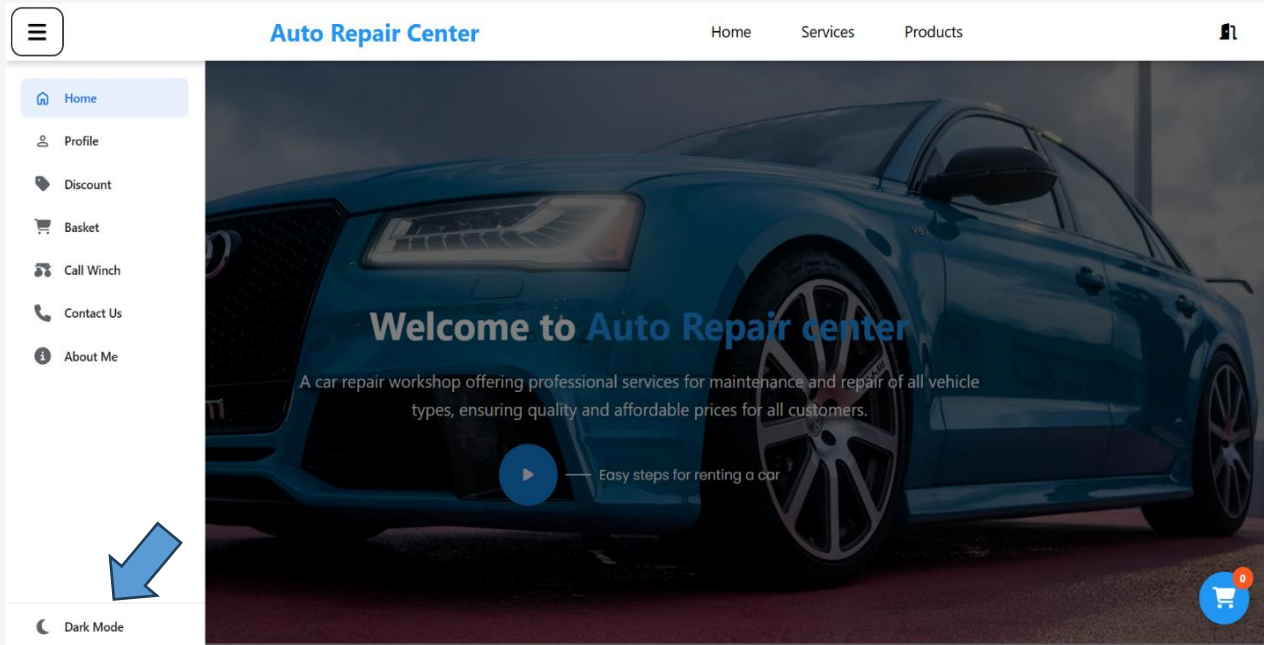 Auto Repair Center
Home
Services
Products
Home
Profile
Discount
Basket
Call Winch
Contact Us
About Me
Dark Mode
Welcome to Auto Repair center
A car repair workshop offering professional services for maintenance and repair of all vehicle
types, ensuring quality and affordable prices for all customers.
Easy steps for renting a car
0